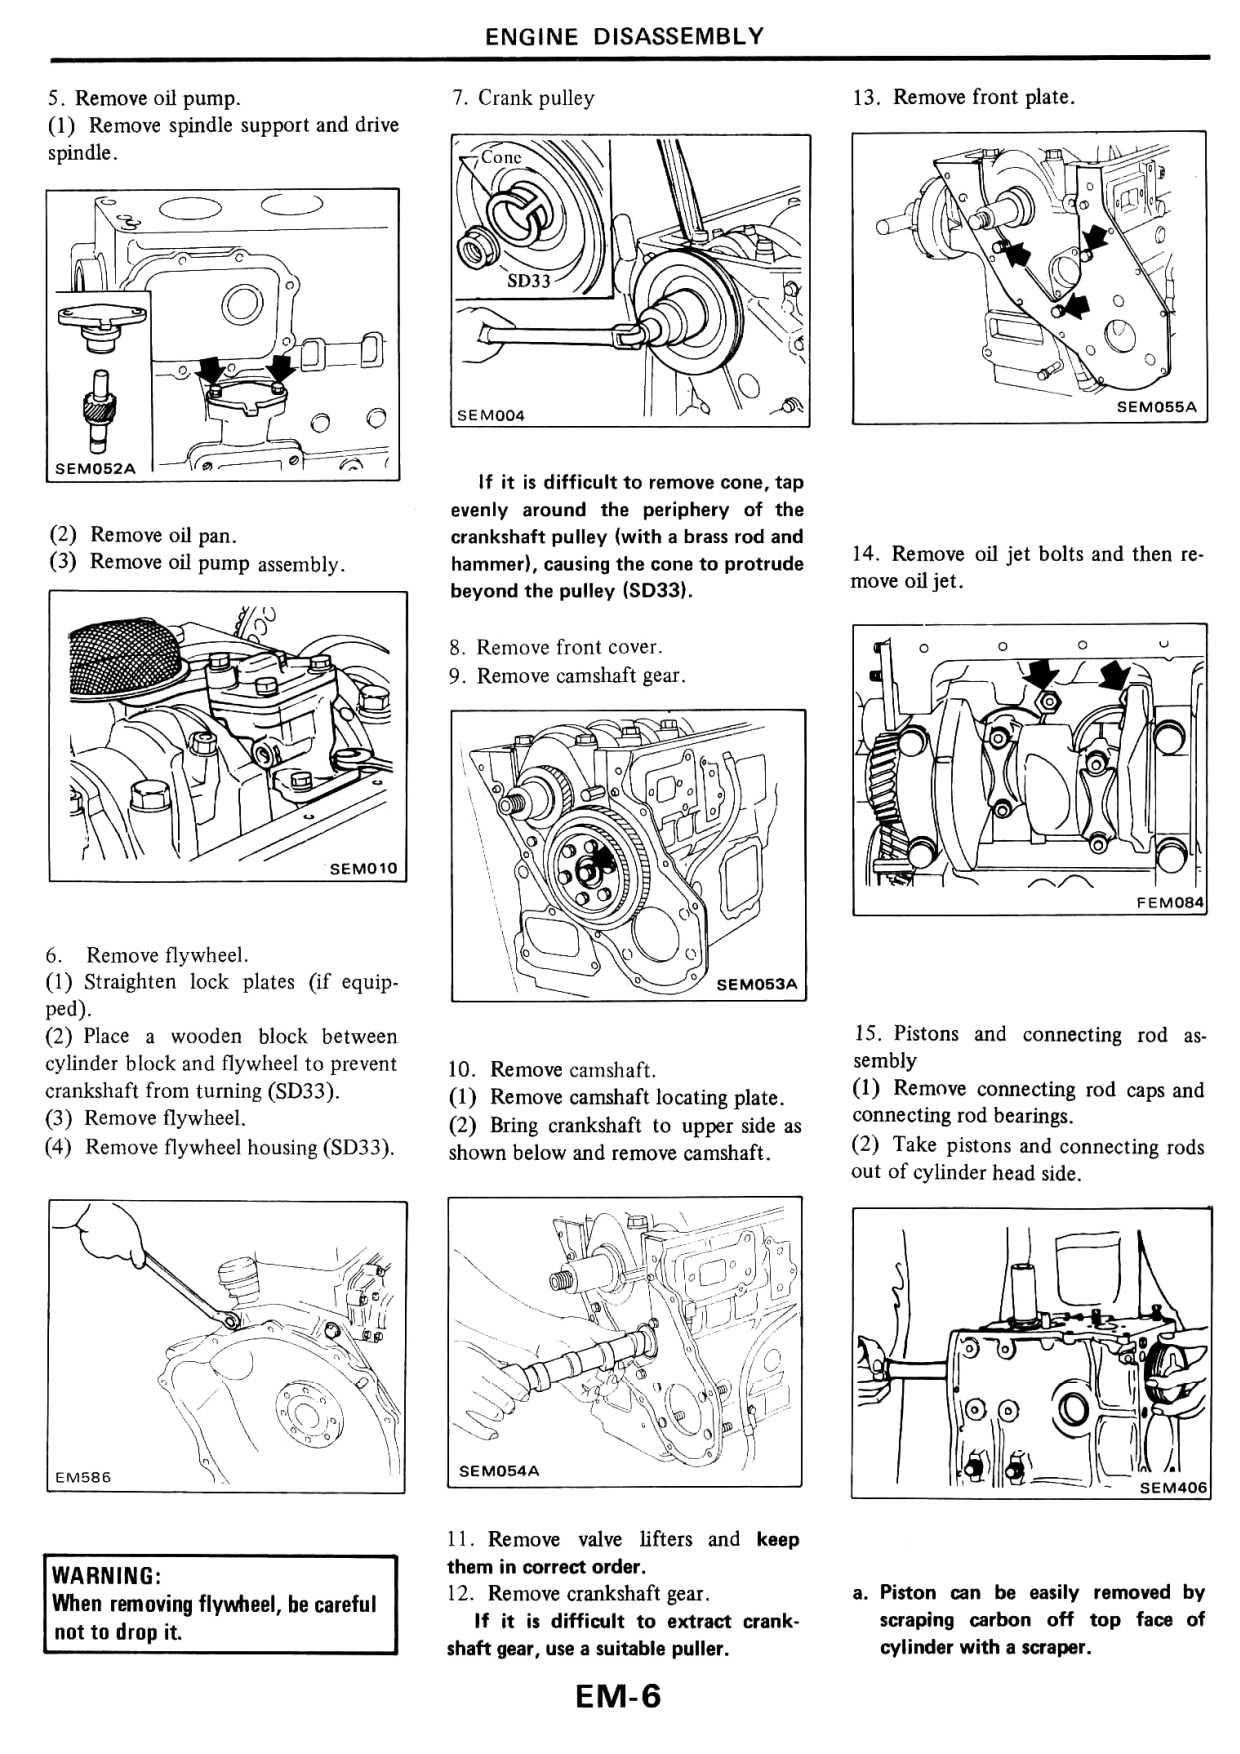 ENGINE DISASSEMBLY
5. Remove oil pump.
(1) Remove spindle support and drive
spindle.
SEM052A
(2) Remove oil pan.
(3) Remove oil pump assembly.
SEM010
6. Remove flywheel.
(1) Straighten lock plates (if equip-
ped).
(2) Place a wooden block between
cylinder block and flywheel to prevent
crankshaft from turning (SD33).
(3) Remove flywheel.
(4) Remove flywheel housing (SD33).
EM586
WARNING:
When removing flywheel, be careful
not to drop it.
7. Crank pulley
Cone
SD33
SEM004
If it is difficult to remove cone, tap
evenly around the periphery of the
crankshaft pulley (with a brass rod and
hammer), causing the cone to protrude
beyond the pulley (SD33).
8. Remove front cover.
9. Remove camshaft gear.
SEM053A
10. Remove camshaft.
(1) Remove camshaft locating plate.
(2) Bring crankshaft to upper side as
shown below and remove camshaft.
SEM054A
11. Remove valve lifters and keep
them in correct order.
12. Remove crankshaft gear.
If it is difficult to extract crank-
shaft gear, use a suitable puller.
13. Remove front plate.
SEM055A
14. Remove oil jet bolts and then re-
move oil jet.
FEM084
15. Pistons and connecting rod as-
sembly
(1) Remove connecting rod caps and
connecting rod bearings.
(2) Take pistons and connecting rods
out of cylinder head side.
SEM406
a. Piston can be easily removed by
scraping carbon off top face of
cylinder with a scraper.
EM-6